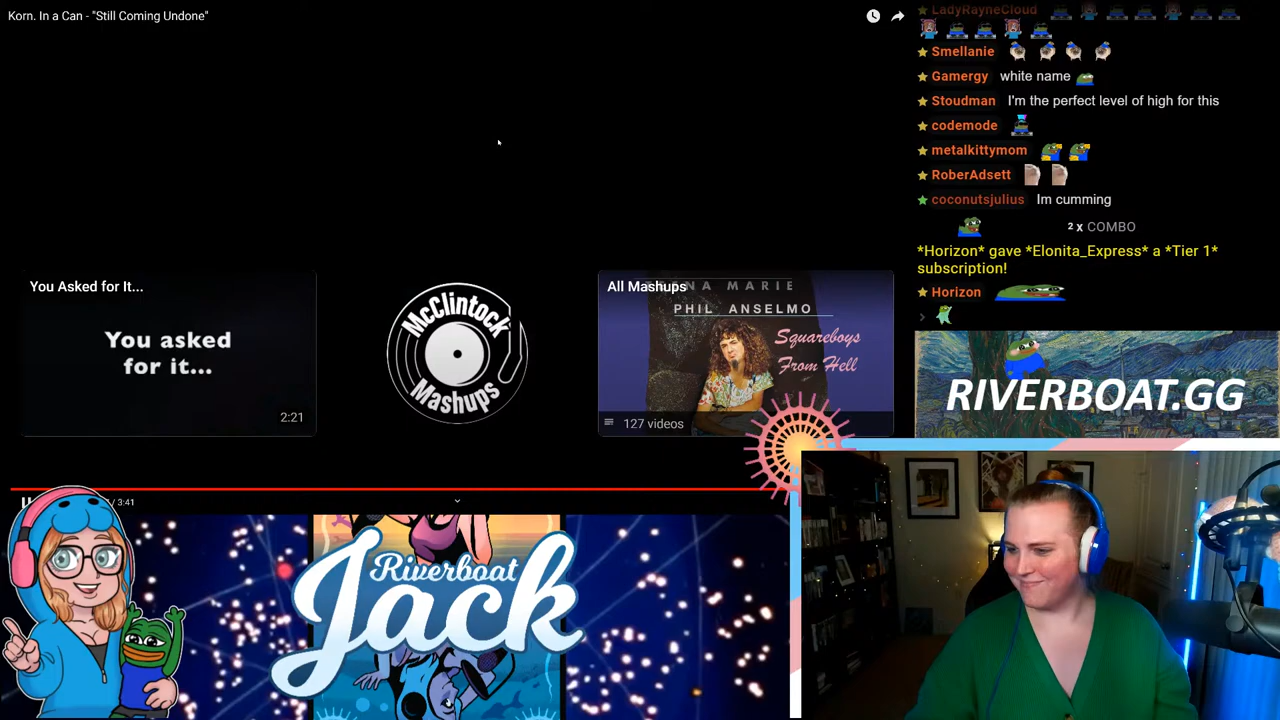 Korn. In a Can - "Still Coming Undone"
You Asked for It...
You asked
for it...
2:21
McClintock
Mashups
All Mashups
NA MARIE
PHIL ANSELMO
Squareboys
From Hell
127 videos
/ 3:41
Riverboat
Jack
LadyRayneCloud
Smellanie
Gamergy white name
Stoudman I'm the perfect level of high for this
codemode
metalkittymom
RoberAdsett
coconutsjulius Im cumming
2 x COMBO
*Horizon* gave *Elonita_Express* a *Tier 1*
subscription!
Horizon
RIVERBOAT.GG